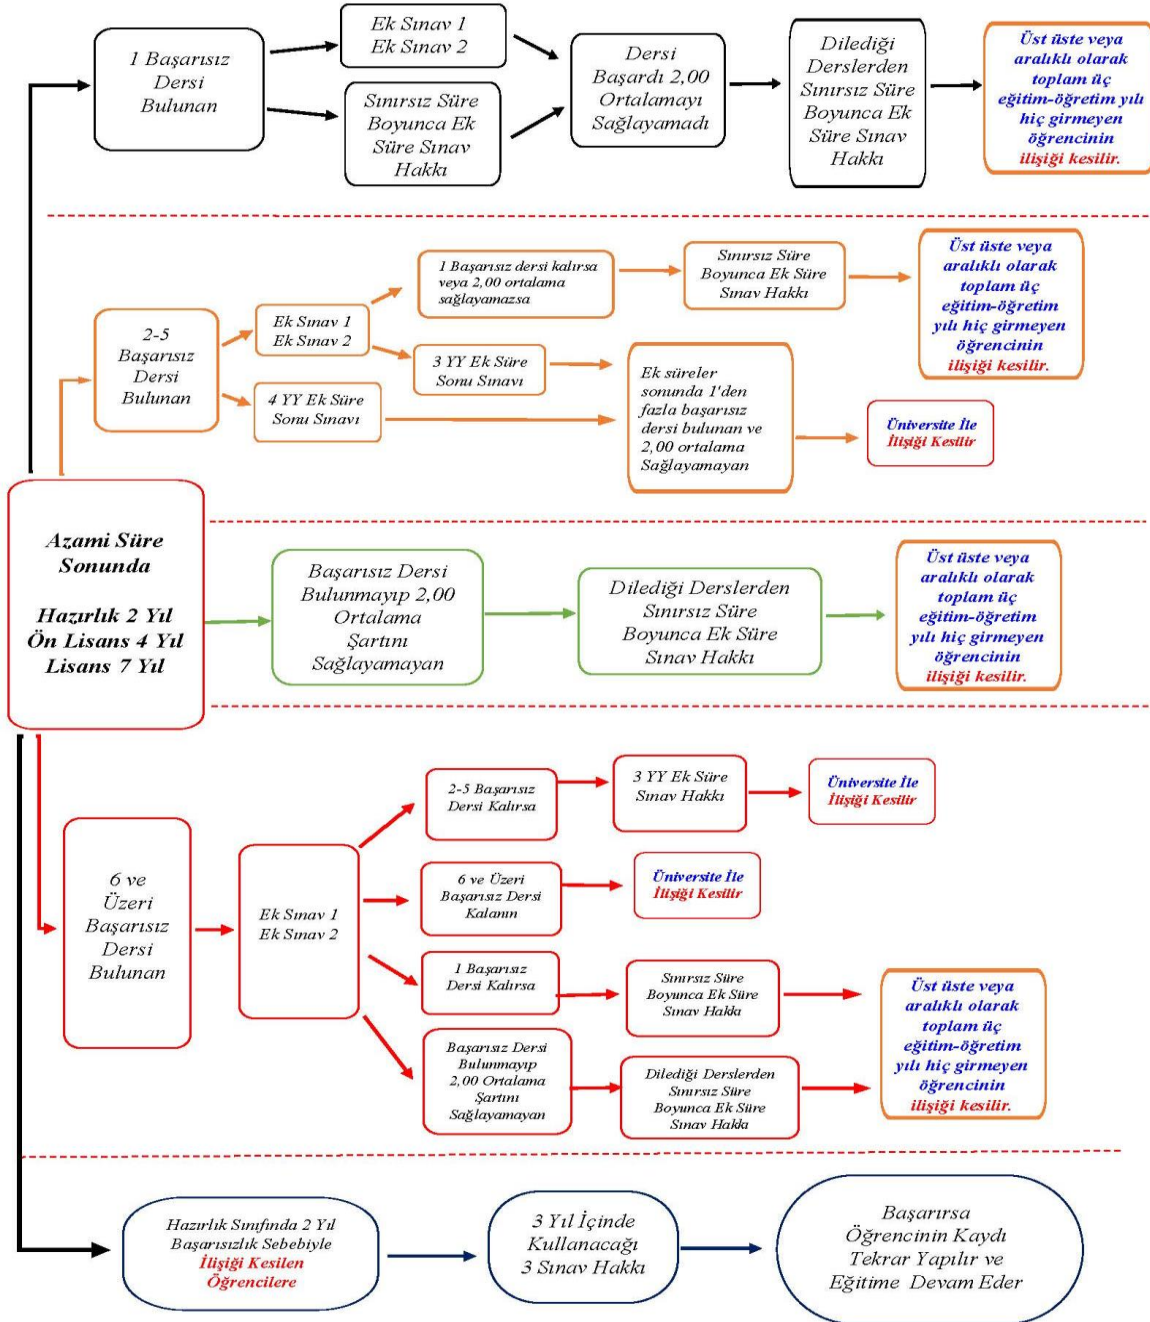 1 Başarısız
Dersi
Bulunan
Ek Sınav 1
Ek Sınav 2
Sınırsız Süre
Boyunca Ek
Süre Sınav
Hakkı
Dersi
Başardı 2,00
Ortalamayı
Sağlayamadı
Dilediği
Derslerden
Sınırsız Süre
Boyunca Ek
Süre Sınav
Hakkı
Üst üste veya
aralıklı olarak
toplam üç
eğitim-öğretim yılı
hiç girmeyen
öğrencinin
ilişiği kesilir.
2-5
Başarısız
Dersi
Bulunan
Ek Sınav 1
Ek Sınav 2
4 YY Ek Süre
Sonu Sınavı
1 Başarısız dersi kalırsa
veya 2,00 ortalama
sağlayamazsa
3 YY Ek Süre
Sonu Sınavı
Sınırsız Süre
Boyunca Ek Süre
Sınav Hakkı
Ek süreler
sonunda 1'den
fazla başarısız
dersi bulunan ve
2,00 ortalama
Sağlayamayan
Üst üste veya
aralıklı olarak
toplam üç
eğitim-öğretim
yılı hiç girmeyen
öğrencinin
ilişiği kesilir.
Üniversite İle
İlişiği Kesilir
Azami Süre
Sonunda
Hazırlık 2 Yıl
Ön Lisans 4 Yıl
Lisans 7 Yıl
Başarısız Dersi
Bulunmayıp 2,00
Ortalama
Şartını
Sağlayamayan
Dilediği Derslerden
Sınırsız Süre
Boyunca Ek Süre
Sınav Hakkı
Üst üste veya
aralıklı olarak
toplam üç
eğitim-öğretim
yılı hiç girmeyen
öğrencinin
ilişiği kesilir.
6 ve
Üzeri
Başarısız
Dersi
Bulunan
Ek Sınav 1
Ek Sınav 2
2-5 Başarısız
Dersi Kalırsa
3 YY Ek Süre
Sınav Hakkı
Üniversite İle
İlişiği Kesilir
6 ve Üzeri
Başarısız Dersi
Kalanın
Üniversite İle
İlişiği Kesilir
1 Başarısız
Dersi Kalırsa
Sınırsız Süre
Boyunca Ek Süre
Sınav Hakkı
Başarısız Dersi
Bulunmayıp
2,00 Ortalama
Şartını
Sağlayamayan
Dilediği Derslerden
Sınırsız Süre
Boyunca Ek Süre
Sınav Hakkı
Üst üste veya
aralıklı olarak
toplam üç
eğitim-öğretim
yılı hiç girmeyen
öğrencinin
ilişiği kesilir.
Hazırlık Sınıfında 2 Yıl
Başarısızlık Sebebiyle
İlişiği Kesilen
Öğrencilere
3 Yıl İçinde
Kullanacağı
3 Sınav Hakkı
Başarırsa
Öğrencinin Kaydı
Tekrar Yapılır ve
Eğitime Devam Eder